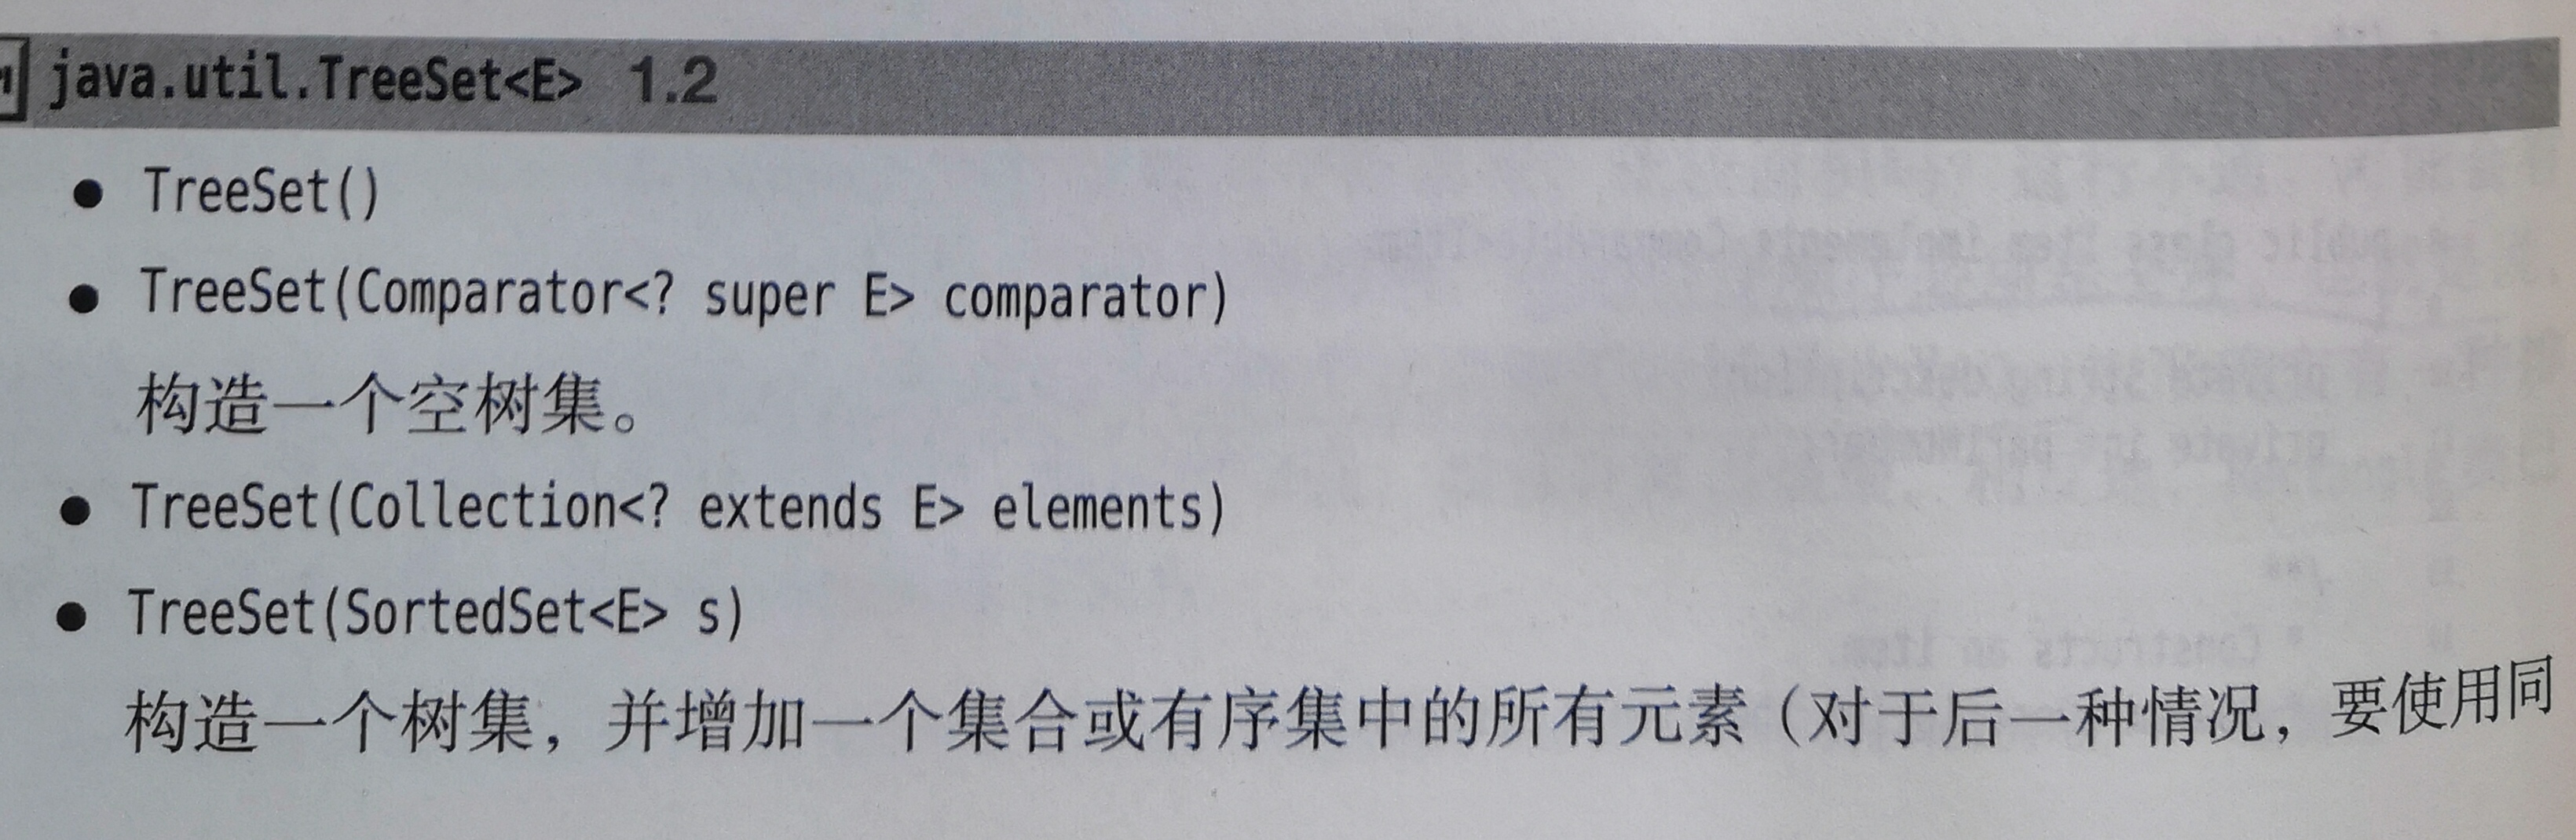 java.util.TreeSet<E> 1.2
● TreeSet()
● TreeSet(Comparator<? super E> comparator)
构造一个空树集。
● TreeSet(Collection<? extends E> elements)
● TreeSet(SortedSet<E> s)
构造一个树集，并增加一个集合或有序集中的所有元素（对于后一种情况，要使用同